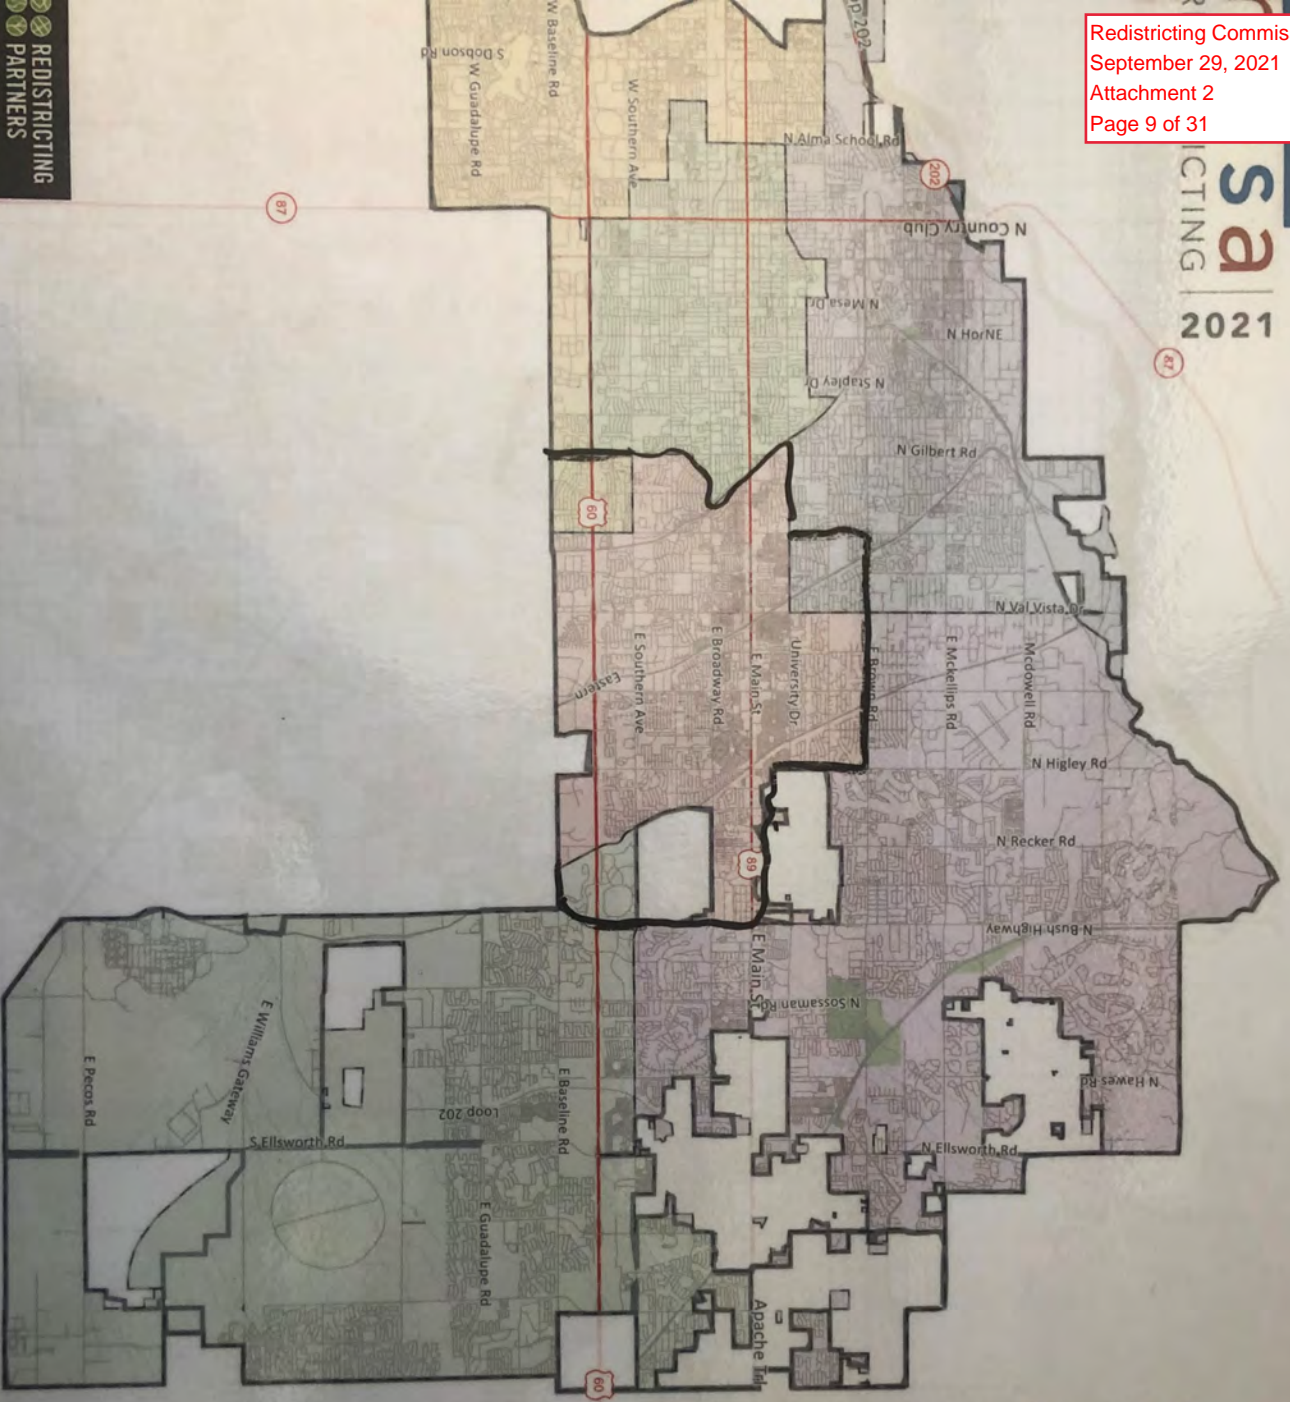 Redistricting Commis
September 29, 2021
Attachment 2
Page 9 of 31
sa
ICTING | 2021
REDISTRICTING
PARTNERS
S Dobson Rd
W Guadalupe Rd
W Baseline Rd
W Southern Ave
op 202
N Alma School Rd
202
87
N Country Club
N Mesa Dr
N HorNE
87
N Stapley Dr
N Gilbert Rd
60
N Val Vista Dr
E Southern Ave
E Broadway Rd
E Main St
University Dr
E Brown Rd
E Mckellips Rd
Mcdowell Rd
Eastern
N Higley Rd
N Recker Rd
89
N Bush Highway
E Main St
N Sossaman Rd
E Williams Gateway
E Pecos Rd
Loop 202
E Baseline Rd
N Hawes Rd
S Ellsworth Rd
N Ellsworth Rd
E Guadalupe Rd
Apache Trl
60